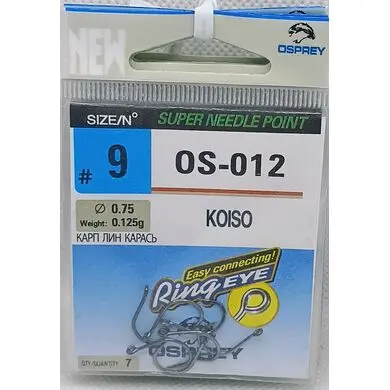 NEW
OSPREY
SIZE/N°
SUPER NEEDLE POINT
# 9
OS-012
Ø 0.75
Weight: 0.125g
KOISO
КАРП ЛИН КАРАСЬ
Easy connecting!
Ring EYE
OSPREY
QTY/QUANTITY 7